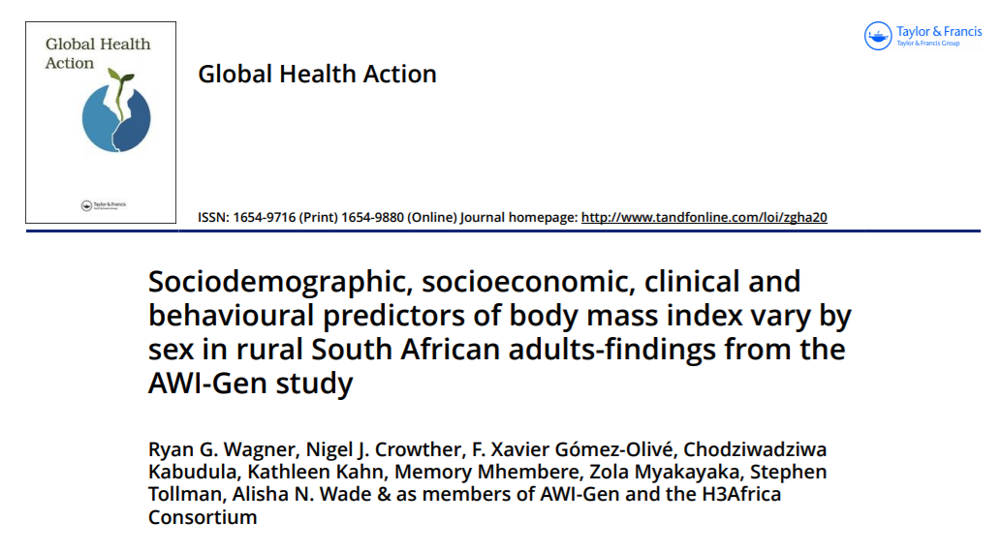 Global Health
Action
Taylor & Francis
Taylor & Francis Group
Global Health Action
Taylor & Francis
ISSN: 1654-9716 (Print) 1654-9880 (Online) Journal homepage: http://www.tandfonline.com/loi/zgha20
Sociodemographic, socioeconomic, clinical and
behavioural predictors of body mass index vary by
sex in rural South African adults-findings from the
AWI-Gen study
Ryan G. Wagner, Nigel J. Crowther, F. Xavier Gómez-Olivé, Chodziwadziwa
Kabudula, Kathleen Kahn, Memory Mhembere, Zola Myakayaka, Stephen
Tollman, Alisha N. Wade & as members of AWI-Gen and the H3Africa
Consortium